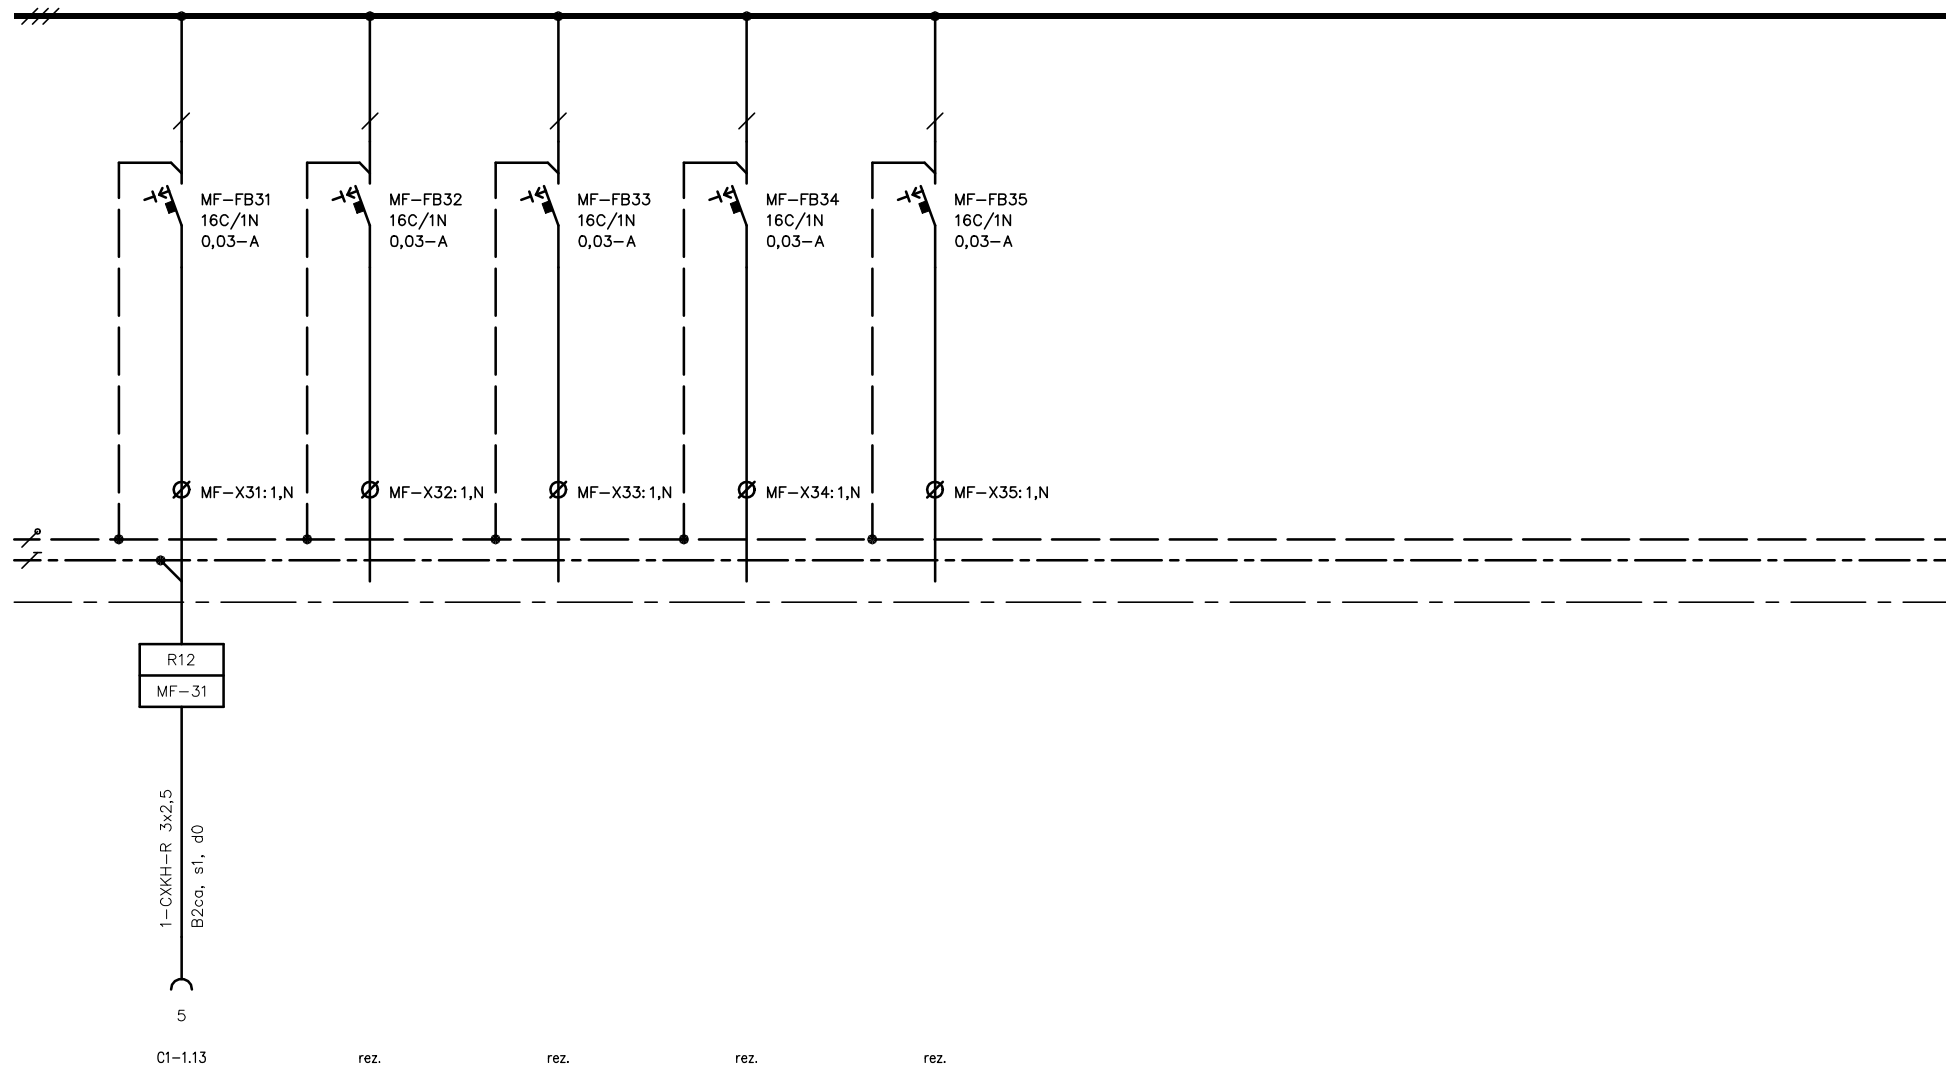 MF-FB31
16C/1N
0,03-A
MF-FB32
16C/1N
0,03-A
MF-FB33
16C/1N
0,03-A
MF-FB34
16C/1N
0,03-A
MF-FB35
16C/1N
0,03-A
MF-X31:1,N
MF-X32:1,N
MF-X33:1,N
MF-X34:1,N
MF-X35:1,N
R12
MF-31
1-CXKH-R 3x2,5
B2ca, s1, d0
5
C1-1.13
rez.
rez.
rez.
rez.